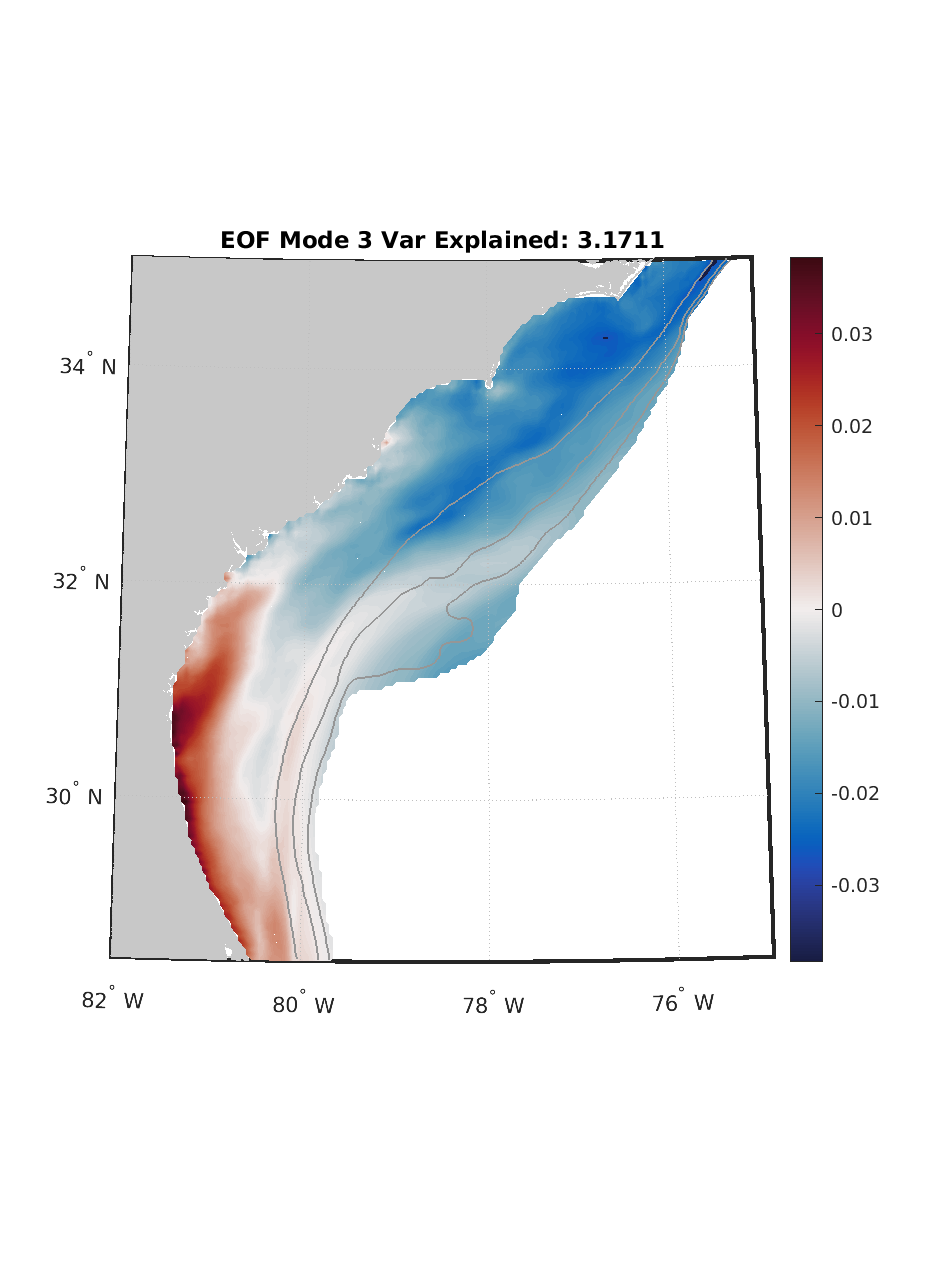 EOF Mode 3 Var Explained: 3.1711
34° N
32° N
30° N
82° W
80° W
78° W
76° W
0.03
0.02
0.01
0
-0.01
-0.02
-0.03